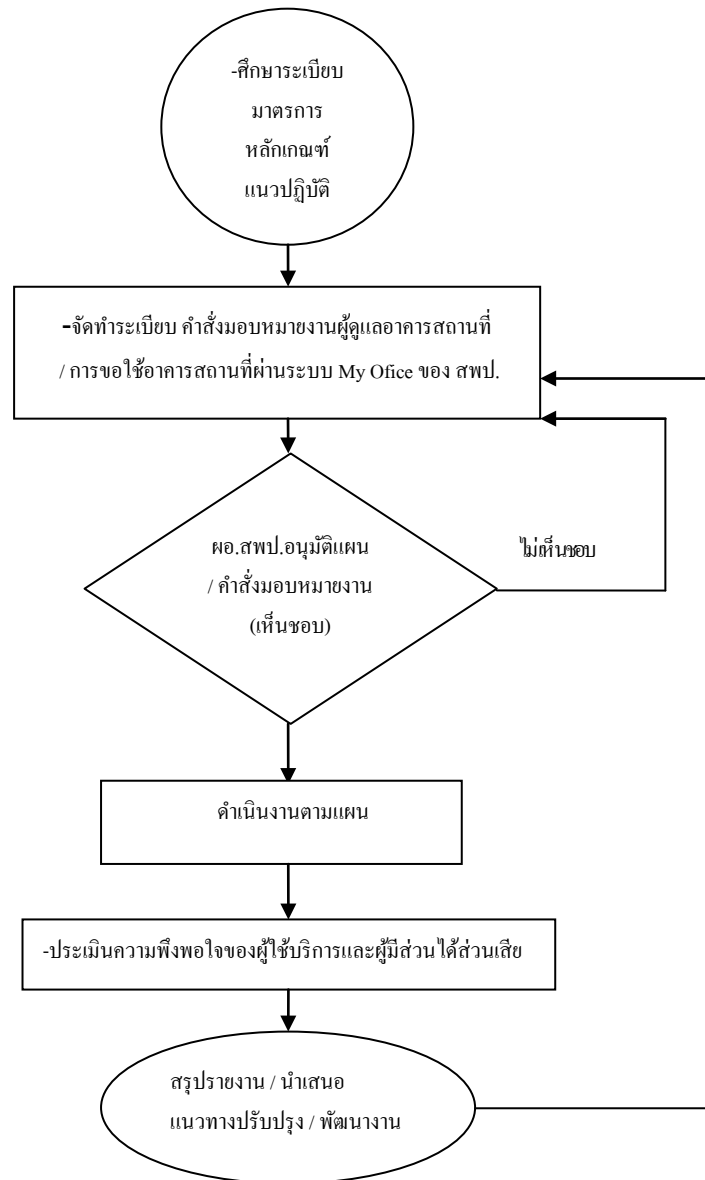 -ศึกษาระเบียบ
มาตรการ
หลักเกณฑ์
แนวปฏิบัติ
-จัดทำระเบียบ คำสั่งมอบหมายงานผู้ดูแลอาคารสถานที่
/ การขอใช้อาคารสถานที่ผ่านระบบ My Ofice ของ สพป.
ผอ.สพป.อนุมัติแผน
/ คำสั่งมอบหมายงาน
(เห็นชอบ)
ไม่เห็นชอบ
ดำเนินงานตามแผน
-ประเมินความพึงพอใจของผู้ใช้บริการและผู้มีส่วนได้ส่วนเสีย
สรุปรายงาน / นำเสนอ
แนวทางปรับปรุง / พัฒนางาน